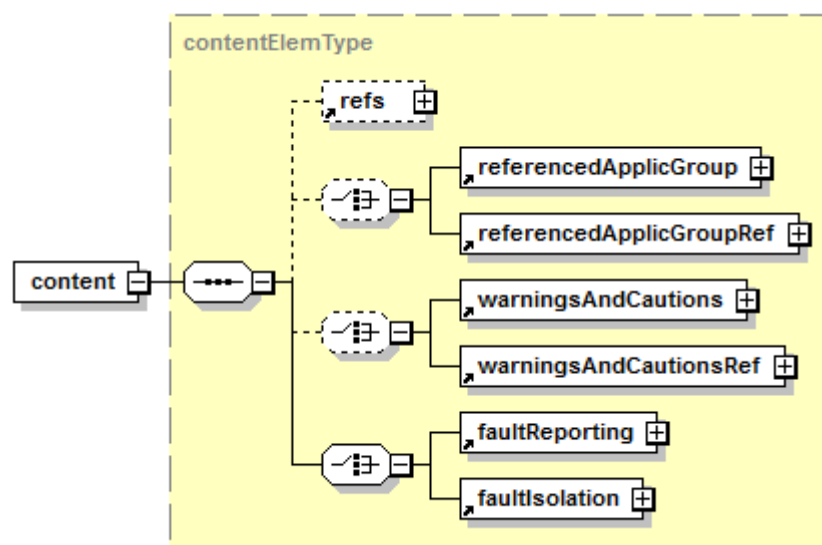 contentElemType
refs
referencedApplicGroup
referencedApplicGroupRef
content
warningsAndCautions
warningsAndCautionsRef
faultReporting
faultIsolation